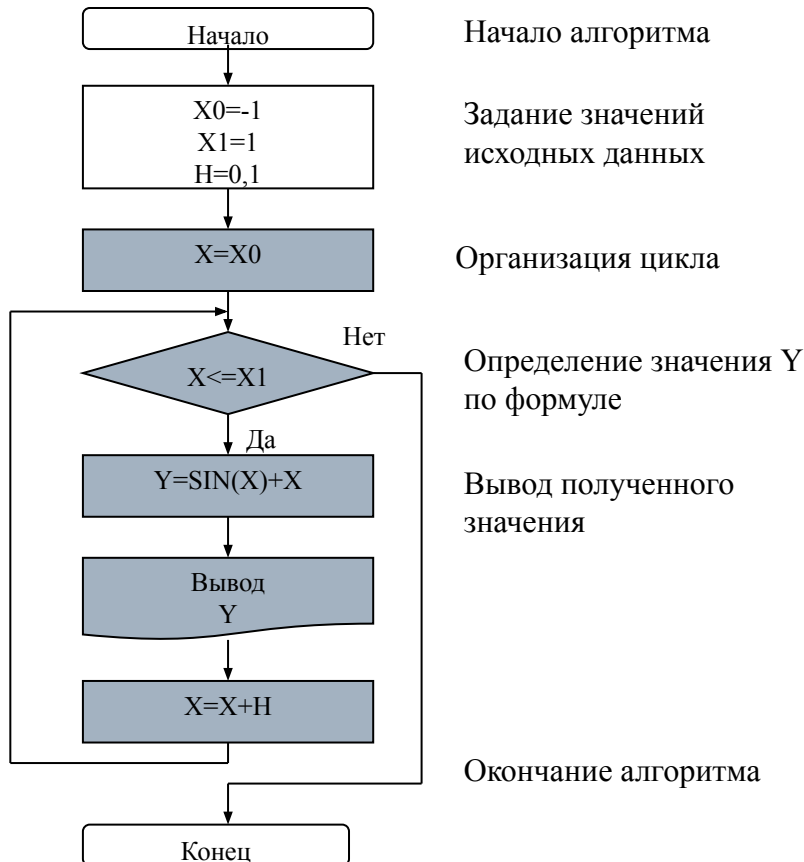 Начало
Начало алгоритма
X0=-1
X1=1
H=0,1
Задание значений
исходных данных
X=X0
Организация цикла
Нет
X<=X1
Определение значения Y
по формуле
Да
Y=SIN(X)+X
Вывод полученного
значения
Вывод
Y
X=X+H
Окончание алгоритма
Конец